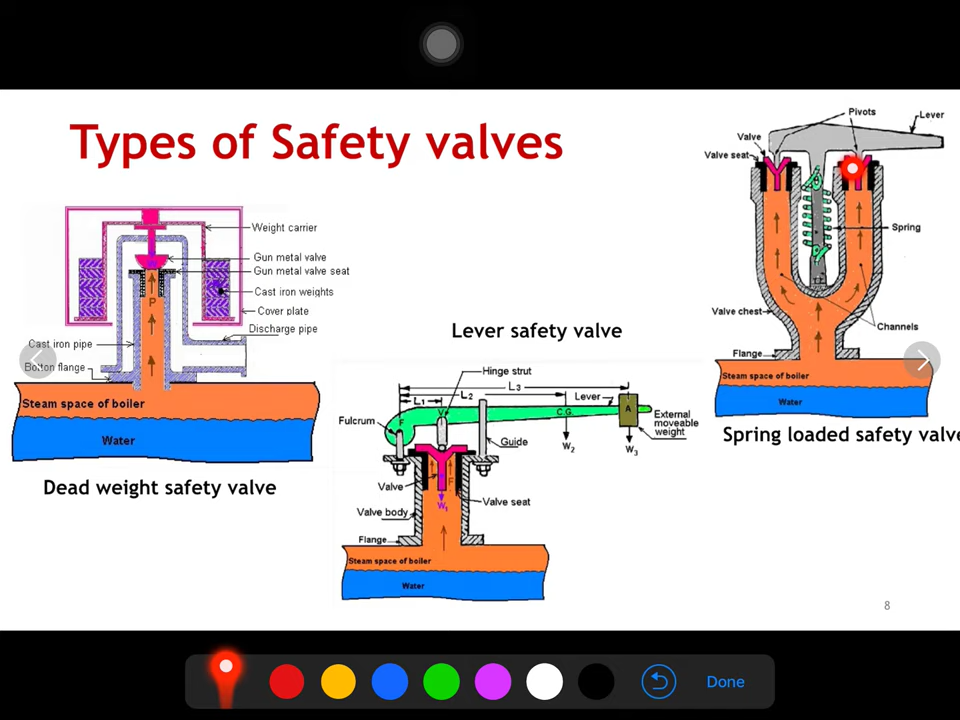 Types of Safety valves
Weight carrier
Gun metal valve
Gun metal valve seat
Cast iron weights
Cover plate
Discharge pipe
P
Cast iron pipe
Bolton flange
Steam space of boiler
Water
Dead weight safety valve
Lever safety valve
Hinge strut
L3
L2
L1
Lever
Fulcrum
F
V
C.G.
A
External
moveable
weight
Guide
W2
W3
Valve
F
W1
Valve seat
Valve body
Flange
Steam space of boiler
Water
Pivots
Lever
Valve
Valve seat
Spring
Valve chest
Channels
Flange
Steam space of boiler
Water
Spring loaded safety valve
8
Done